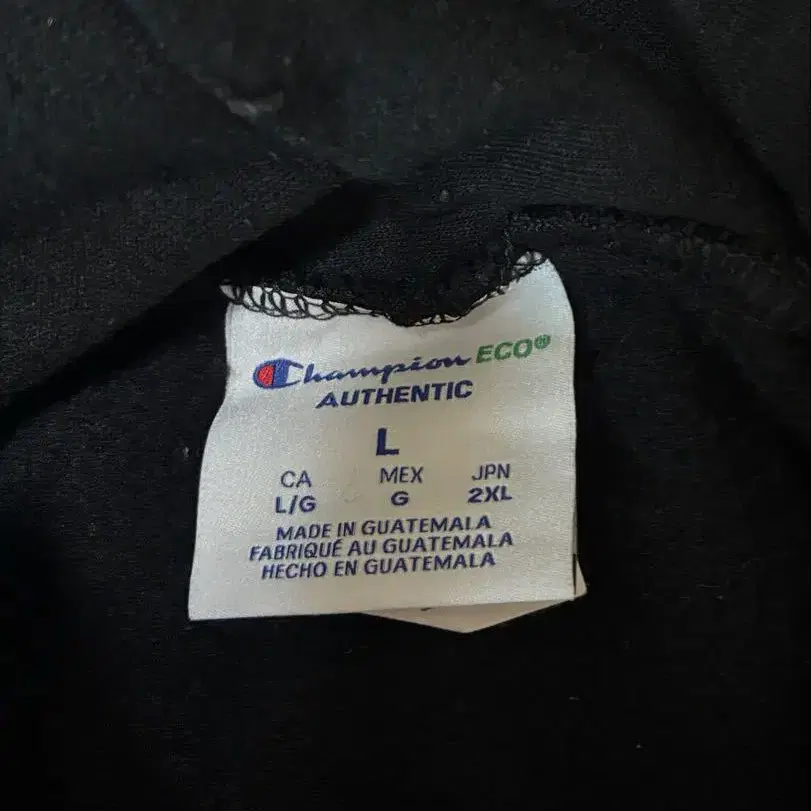 Champion ECO®
AUTHENTIC
L
CA MEX JPN
L/G G 2XL
MADE IN GUATEMALA
FABRIQUÉ AU GUATEMALA
HECHO EN GUATEMALA